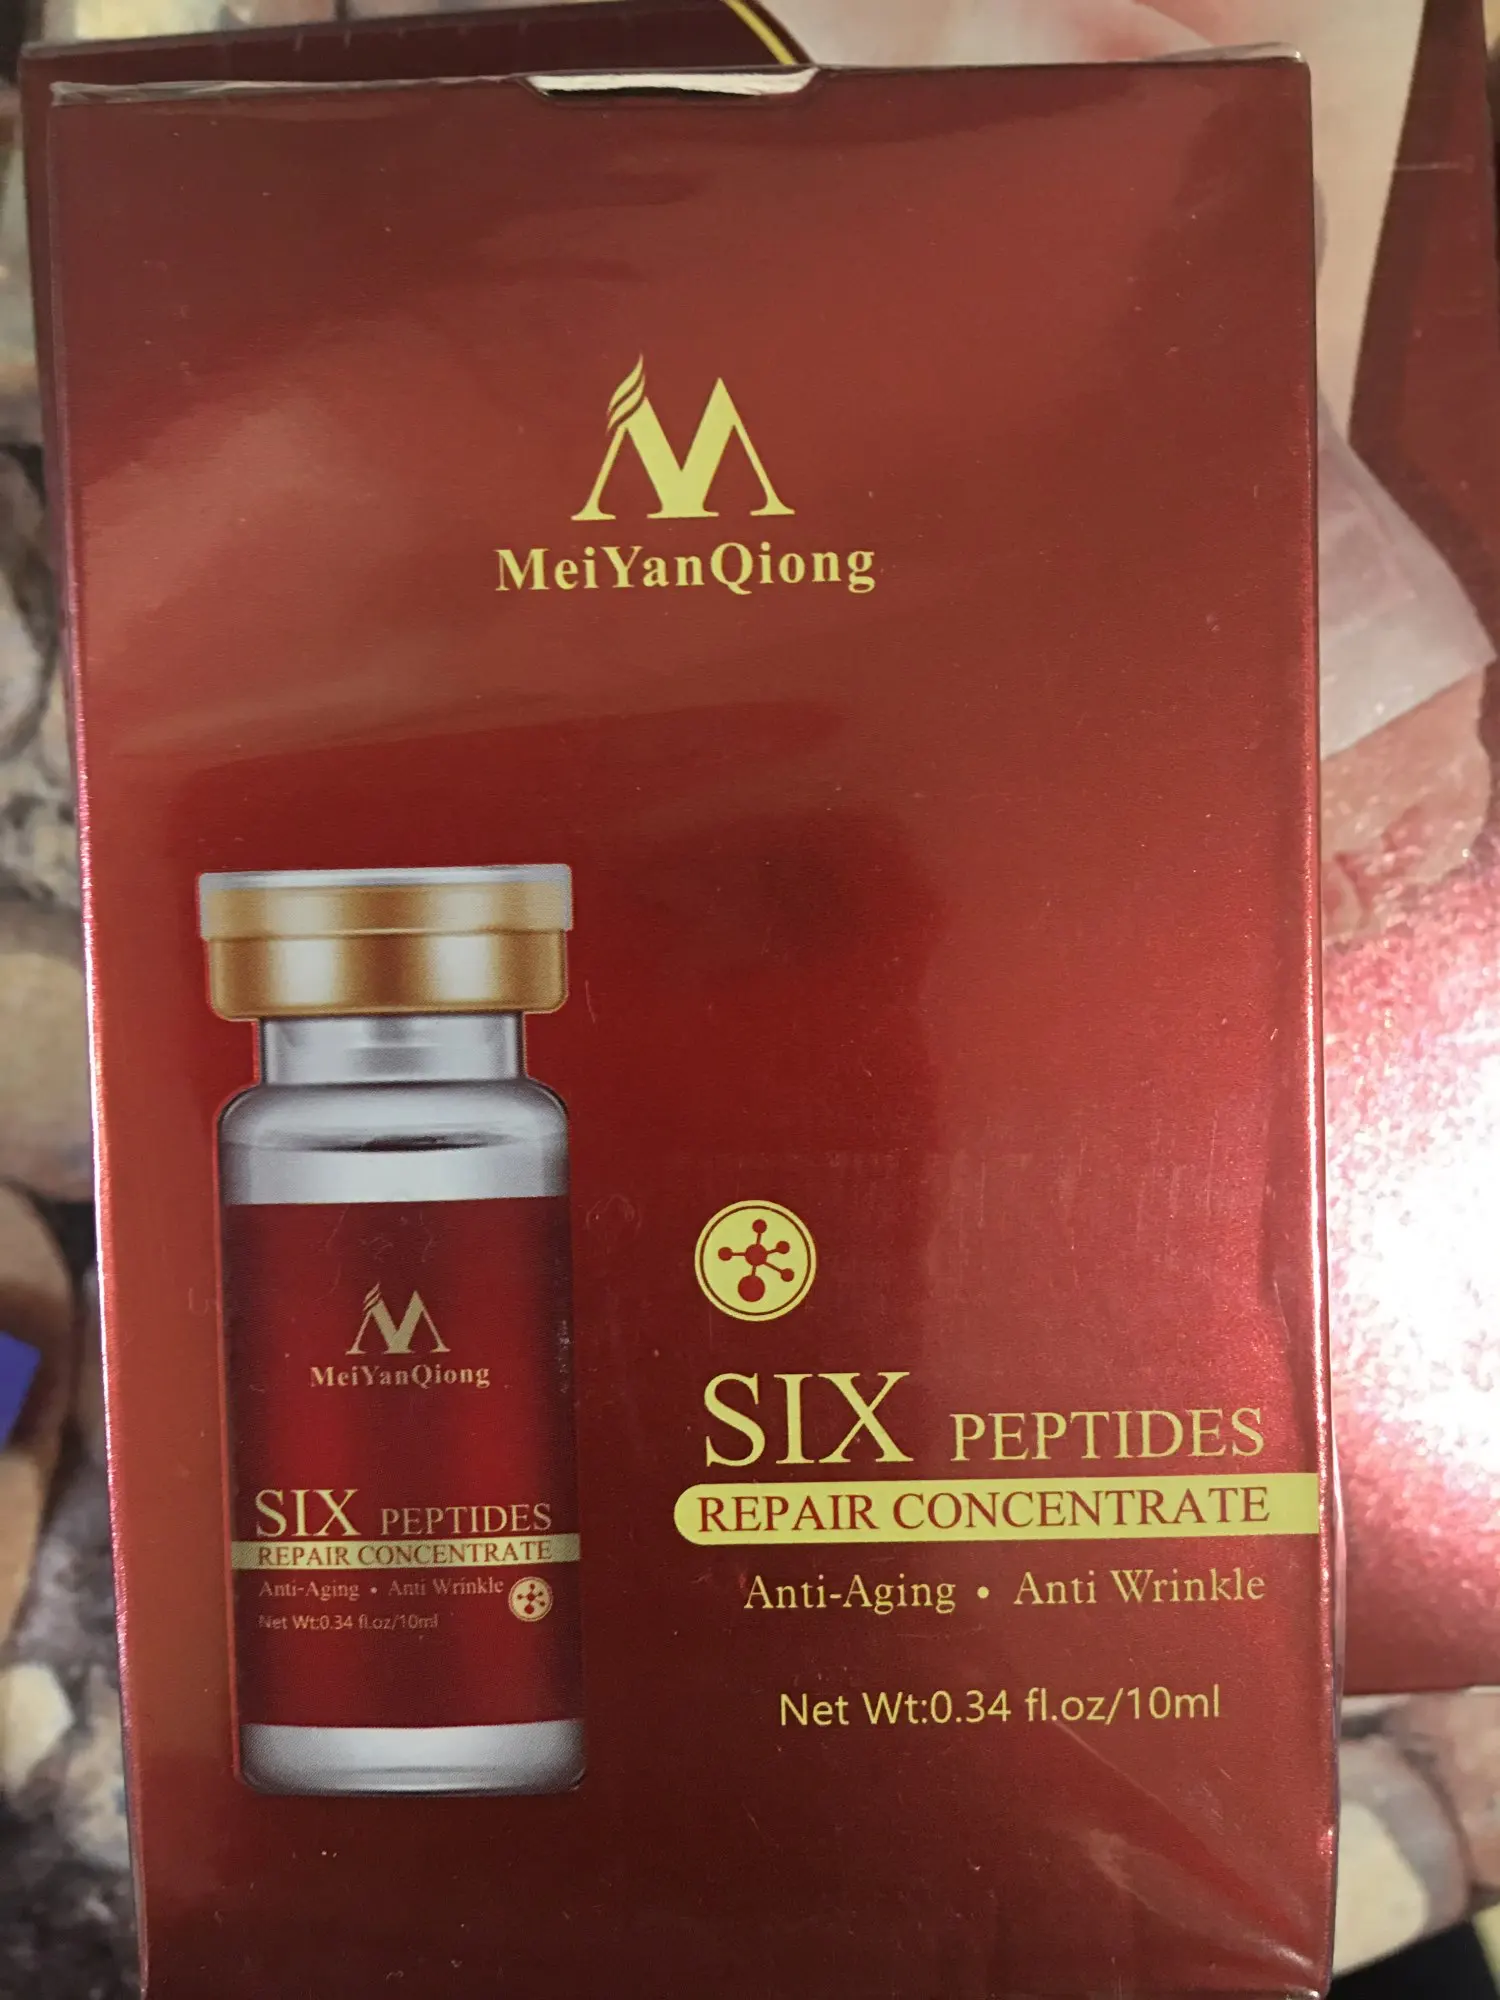 MeiYanQiong
MeiYanQiong
SIX PEPTIDES
REPAIR CONCENTRATE
Anti-Aging • Anti Wrinkle
Net Wt:0.34 fl.oz/10ml
SIX PEPTIDES
REPAIR CONCENTRATE
Anti-Aging • Anti Wrinkle
Net Wt:0.34 fl.oz/10ml